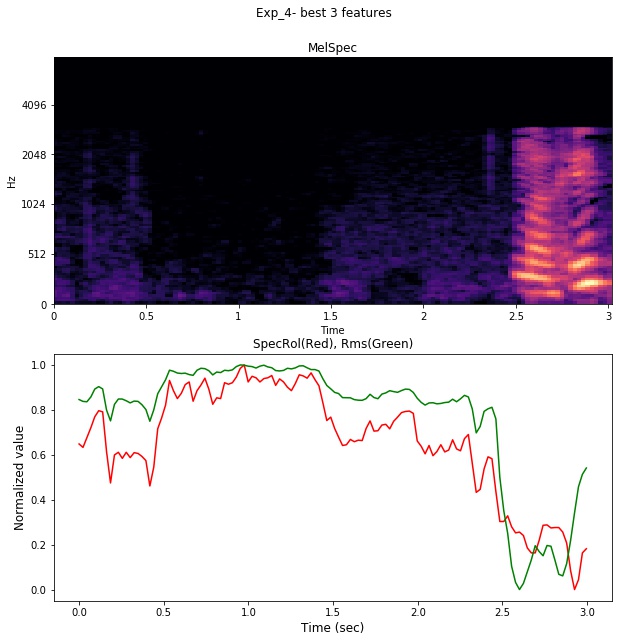 Exp_4- best 3 features
MelSpec
4096
2048
1024
512
0
Hz
0 0.5 1 1.5 2 2.5 3
Time
SpecRol(Red), Rms(Green)
1.0
0.8
0.6
0.4
0.2
0.0
Normalized value
0.0 0.5 1.0 1.5 2.0 2.5 3.0
Time (sec)